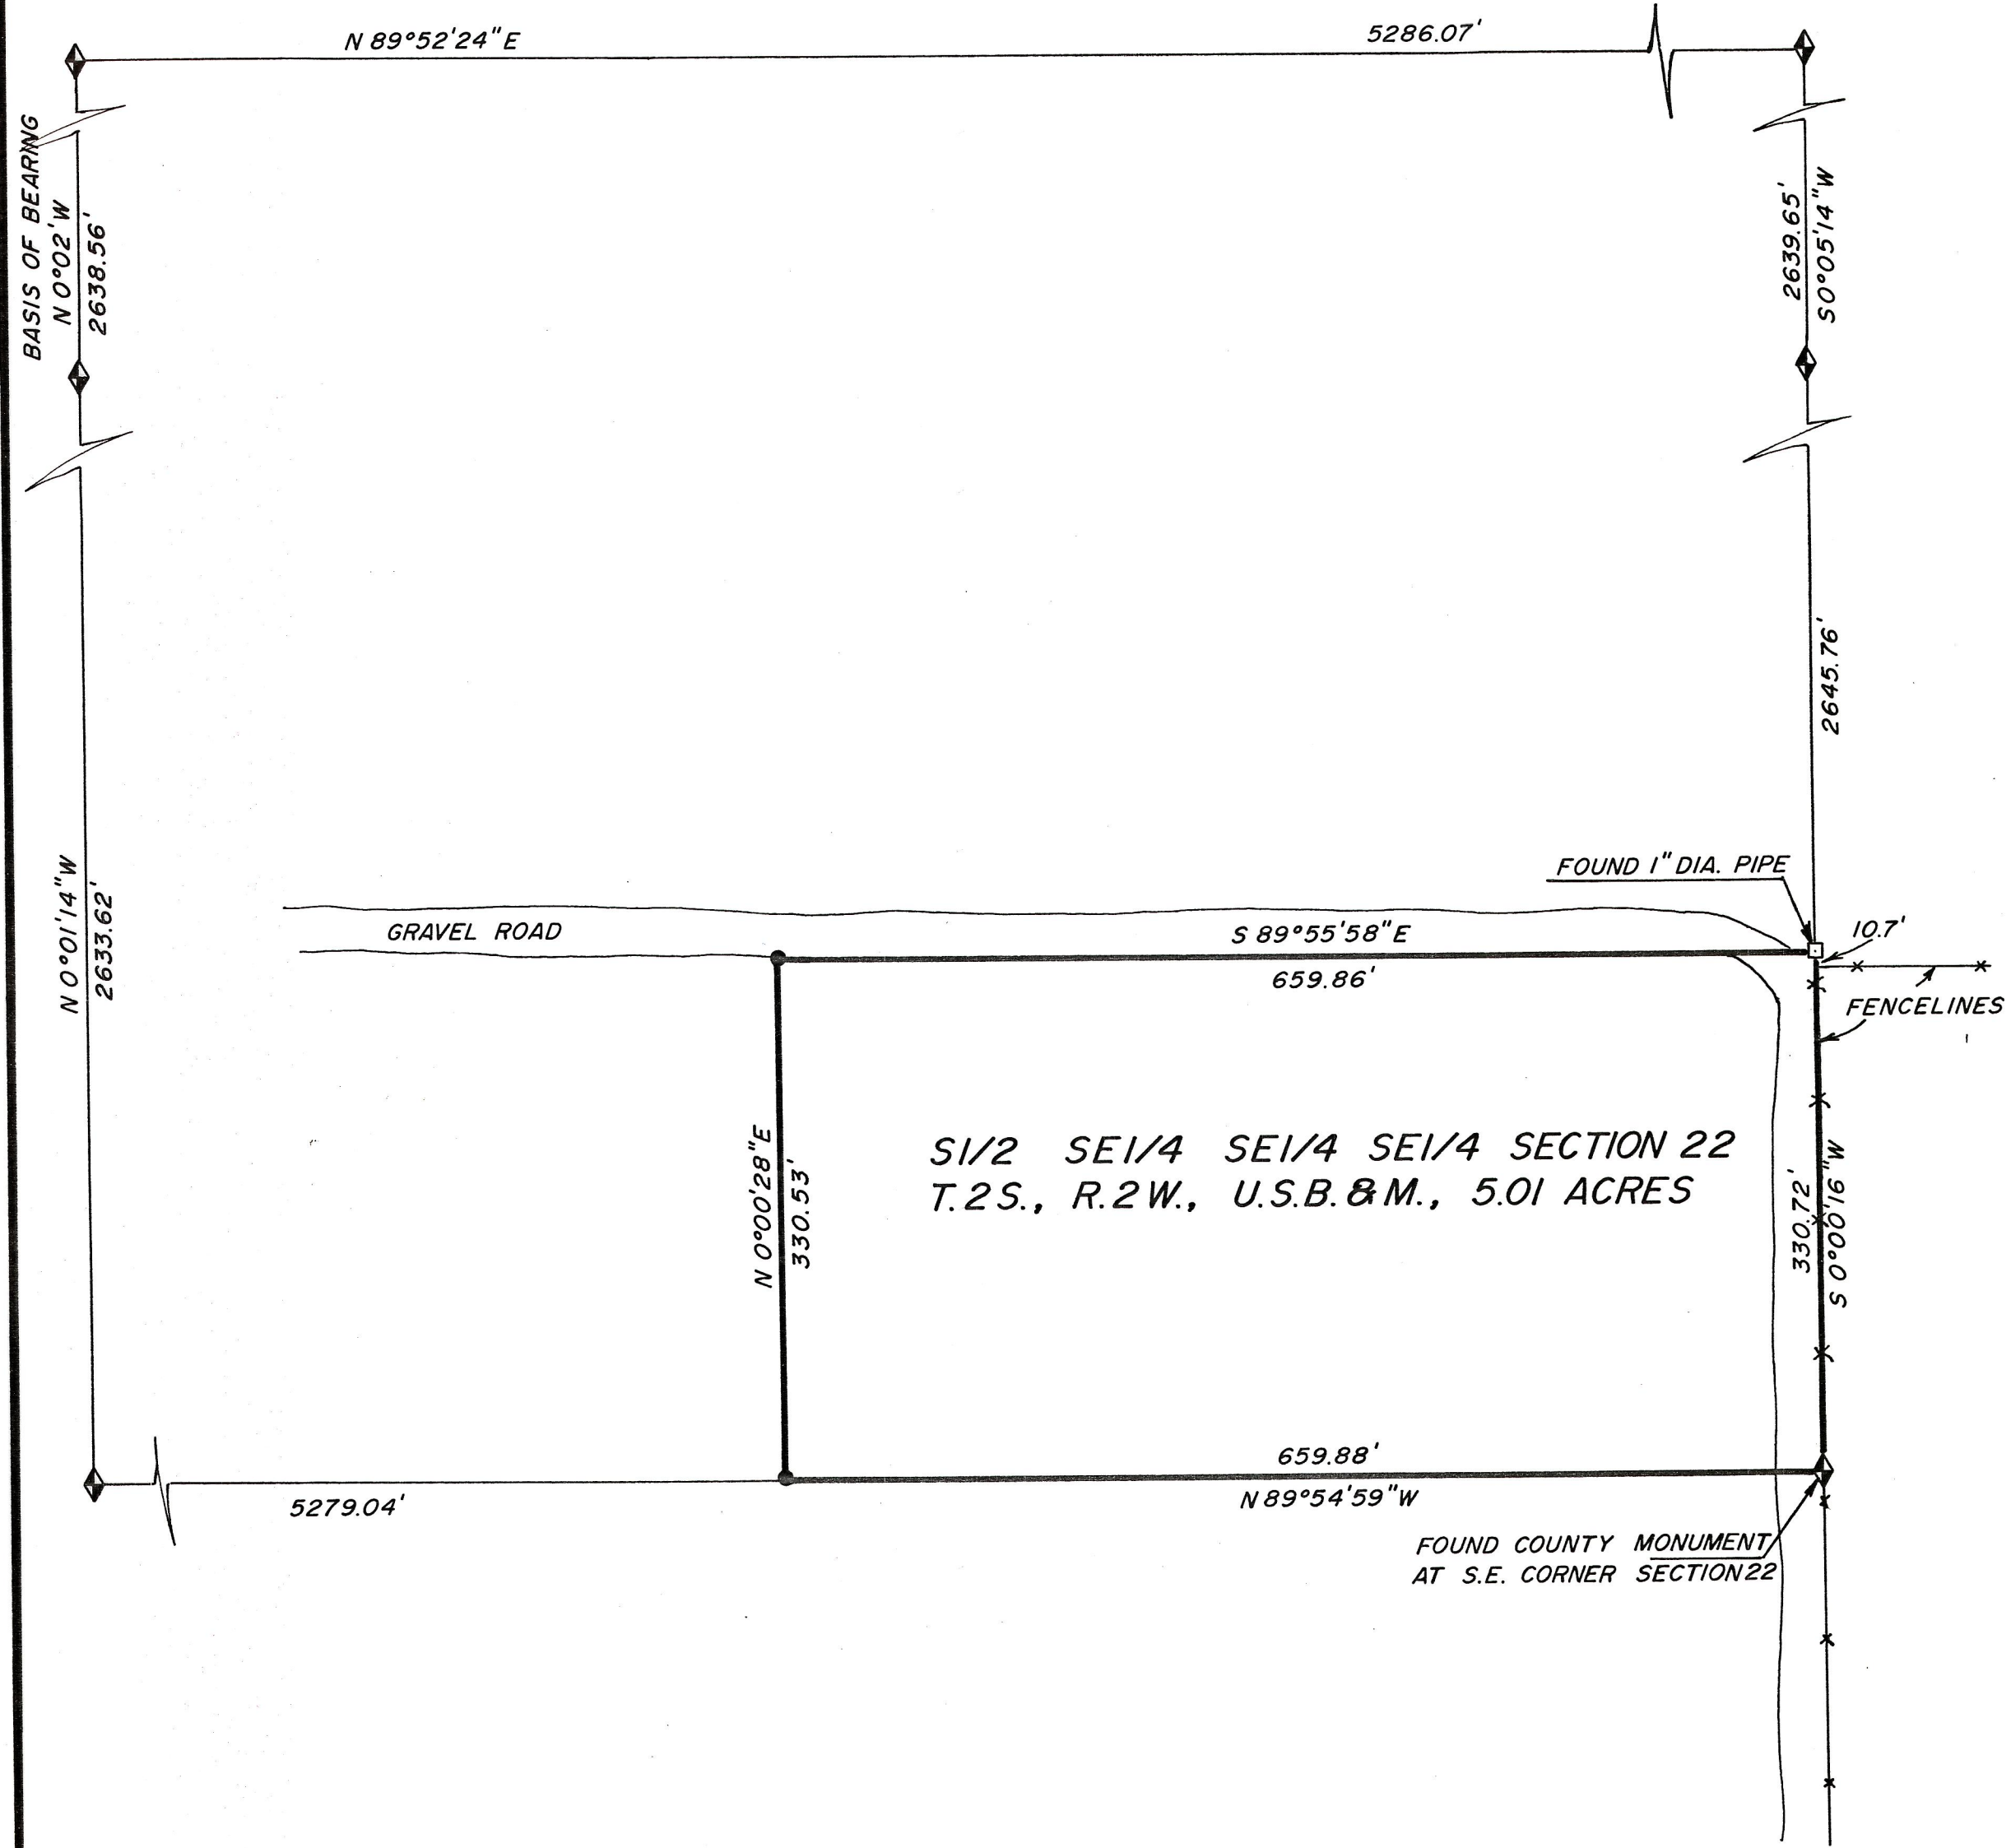 N 89°52'24"E
5286.07'
BASIS OF BEARING
N 0°02'W
2638.56'
2639.65'
S 0°05'14"W
2645.76'
N 0°01'14"W
2633.62'
FOUND 1" DIA. PIPE
10.7'
GRAVEL ROAD
S 89°55'58"E
659.86'
FENCELINES
N 0°00'28"E
330.53'
S1/2 SE1/4 SE1/4 SE1/4 SECTION 22
T.2S., R.2W., U.S.B.&M., 5.01 ACRES
330.72'
S 0°00'16"W
659.88'
N 89°54'59"W
5279.04'
FOUND COUNTY MONUMENT
AT S.E. CORNER SECTION 22